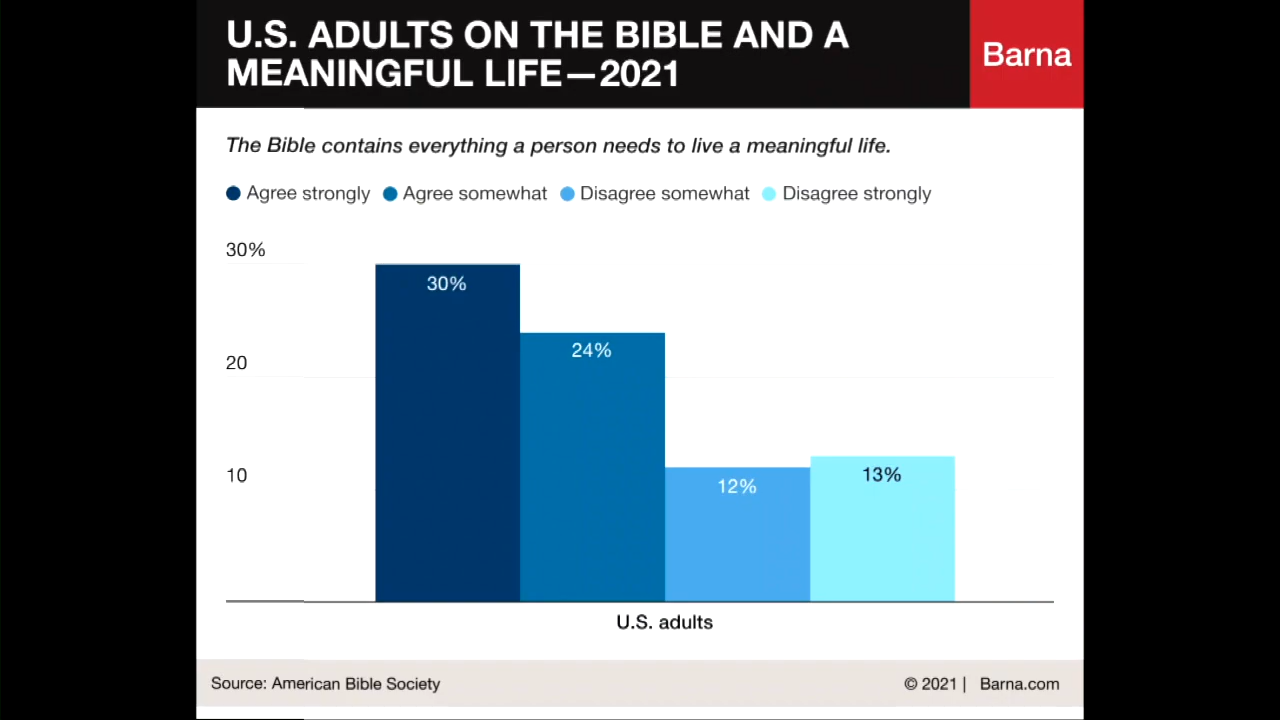 U.S. ADULTS ON THE BIBLE AND A
MEANINGFUL LIFE—2021
Barna
The Bible contains everything a person needs to live a meaningful life.
Agree strongly Agree somewhat Disagree somewhat Disagree strongly
30%
30%
24%
20
12%
13%
10
U.S. adults
Source: American Bible Society
© 2021 | Barna.com